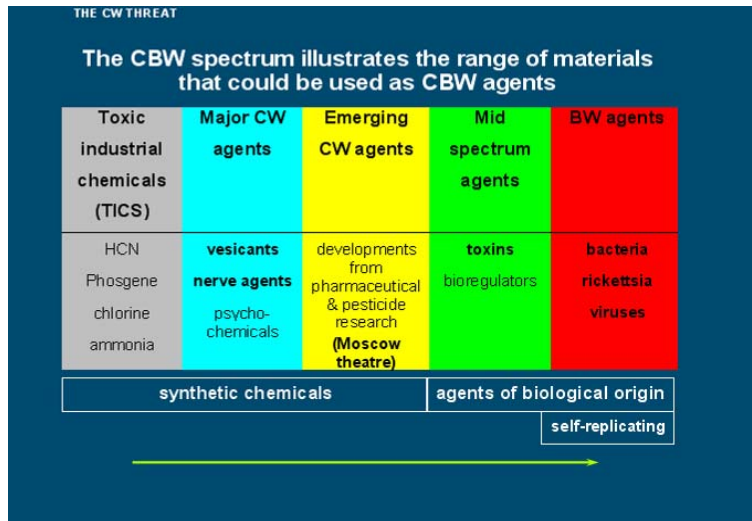 THE CW THREAT
The CBW spectrum illustrates the range of materials
that could be used as CBW agents
Toxic
industrial
chemicals
(TICS)
Major CW
agents
Emerging
CW agents
Mid
spectrum
agents
BW agents
HCN
Phosgene
chlorine
ammonia
vesicants
nerve agents
psycho-
chemicals
developments
from
pharmaceutical
& pesticide
research
(Moscow
theatre)
toxins
bioregulators
bacteria
rickettsia
viruses
synthetic chemicals
agents of biological origin
self-replicating